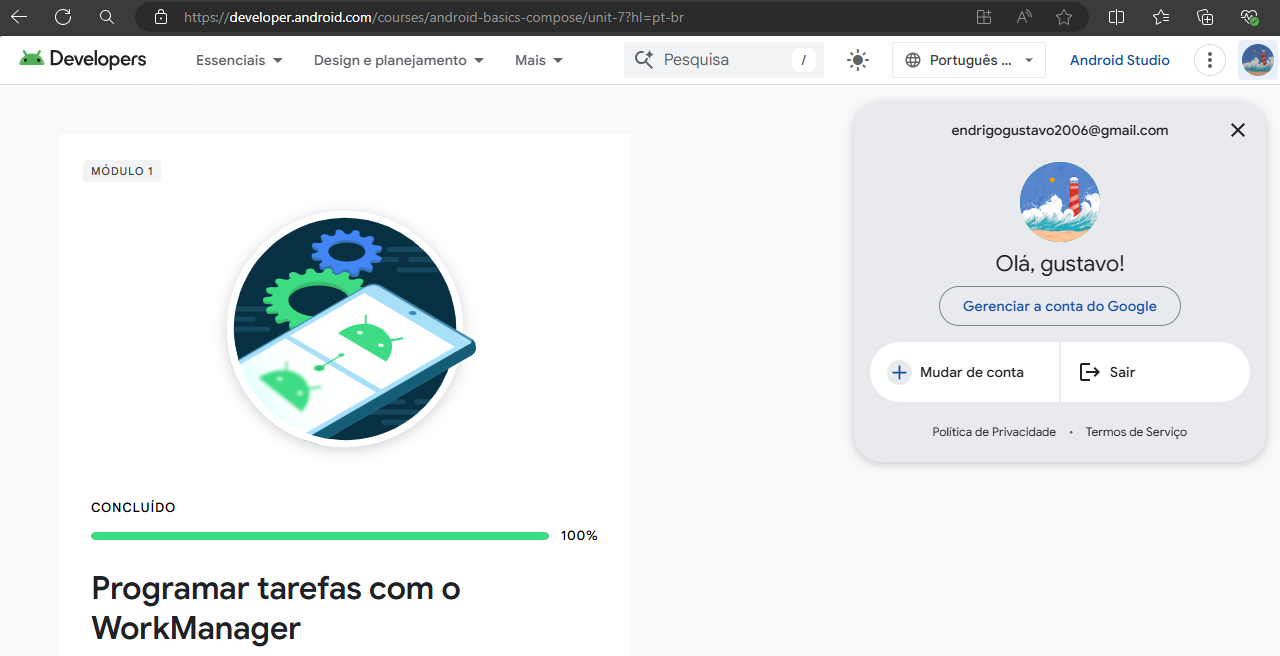 https://developer.android.com/courses/android-basics-compose/unit-7?hl=pt-br
Developers Essenciais Design e planejamento Mais Pesquisa / Português ... Android Studio
endrigogustavo2006@gmail.com
MÓDULO 1
Olá, gustavo!
Gerenciar a conta do Google
Mudar de conta Sair
Política de Privacidade • Termos de Serviço
CONCLUÍDO
100%
Programar tarefas com o
WorkManager